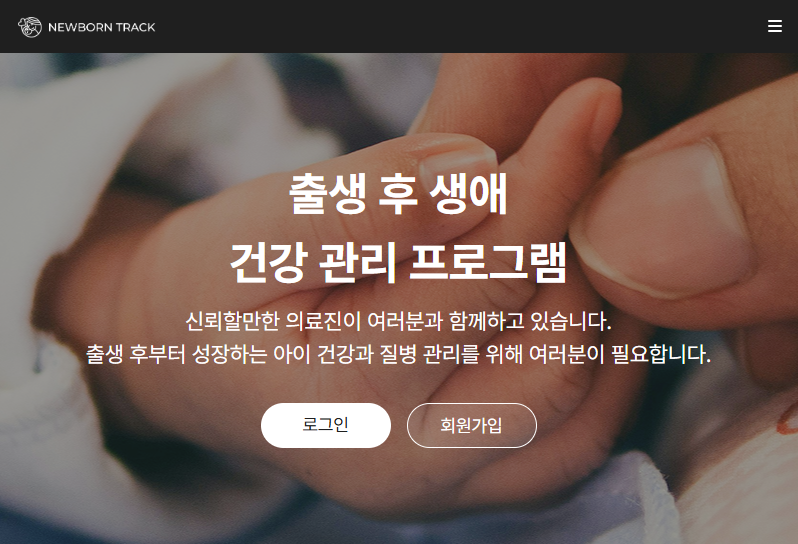 NEWBORN TRACK
출생 후 생애
건강 관리 프로그램
신뢰할만한 의료진이 여러분과 함께하고 있습니다.
출생 후부터 성장하는 아이 건강과 질병 관리를 위해 여러분이 필요합니다.
로그인
회원가입